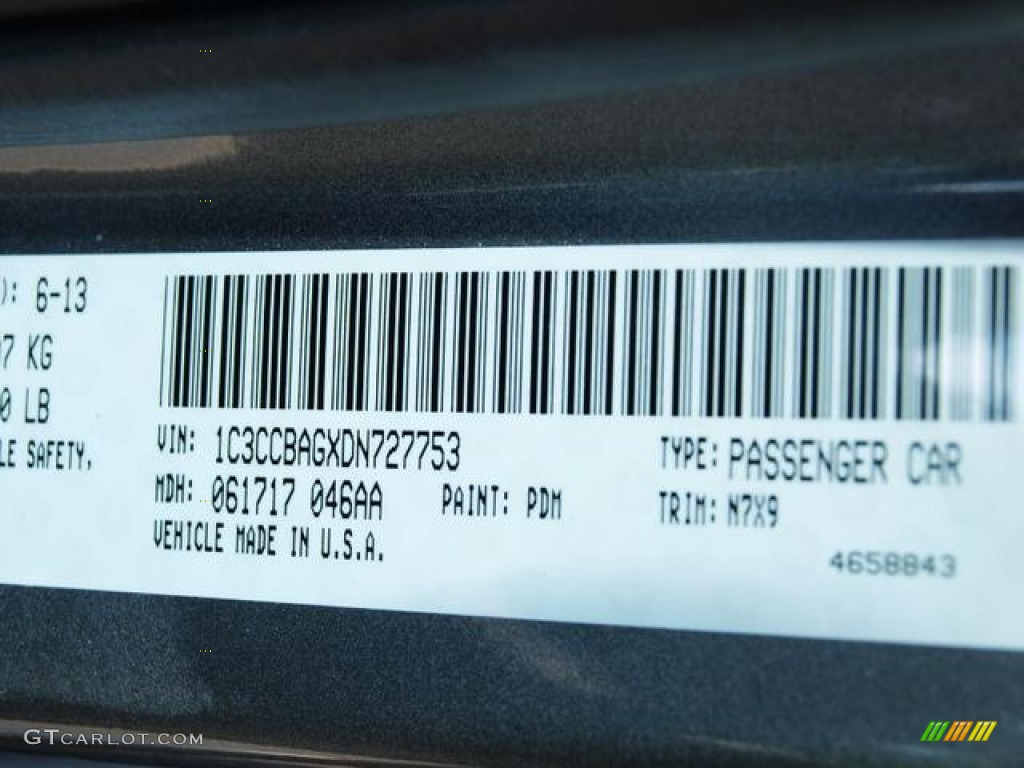 ): 6-13
7 KG
0 LB
LE SAFETY,
VIN: 1C3CCBAGXDN727753
TYPE: PASSENGER CAR
MDH: 061717 046AA
PAINT: PDM
TRIM: N7X9
VEHICLE MADE IN U.S.A.
4658843
GTCARLOT.COM